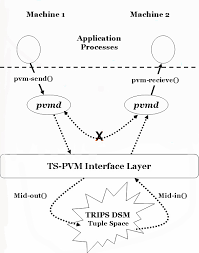 Machine 1 Machine 2
Application
Processes
pvm-send() pvm-recieve()
pvmd pvmd
X
TS-PVM Interface Layer
Mid-out() Mid-in()
TRIPS DSM
Tuple Space